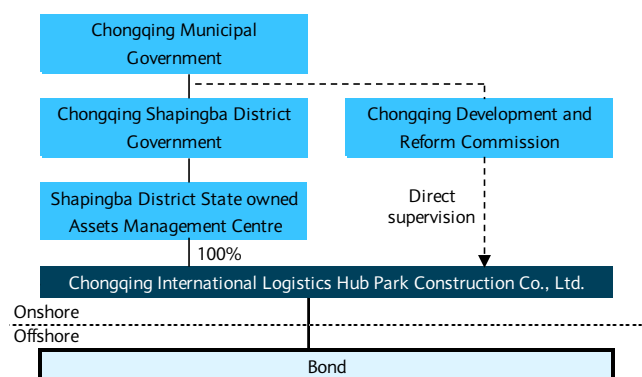 Chongqing Municipal
Government
Chongqing Shapingba District
Government
Chongqing Development and
Reform Commission
Shapingba District State owned
Assets Management Centre
Direct
supervision
100%
Chongqing International Logistics Hub Park Construction Co., Ltd.
Onshore
Offshore
Bond